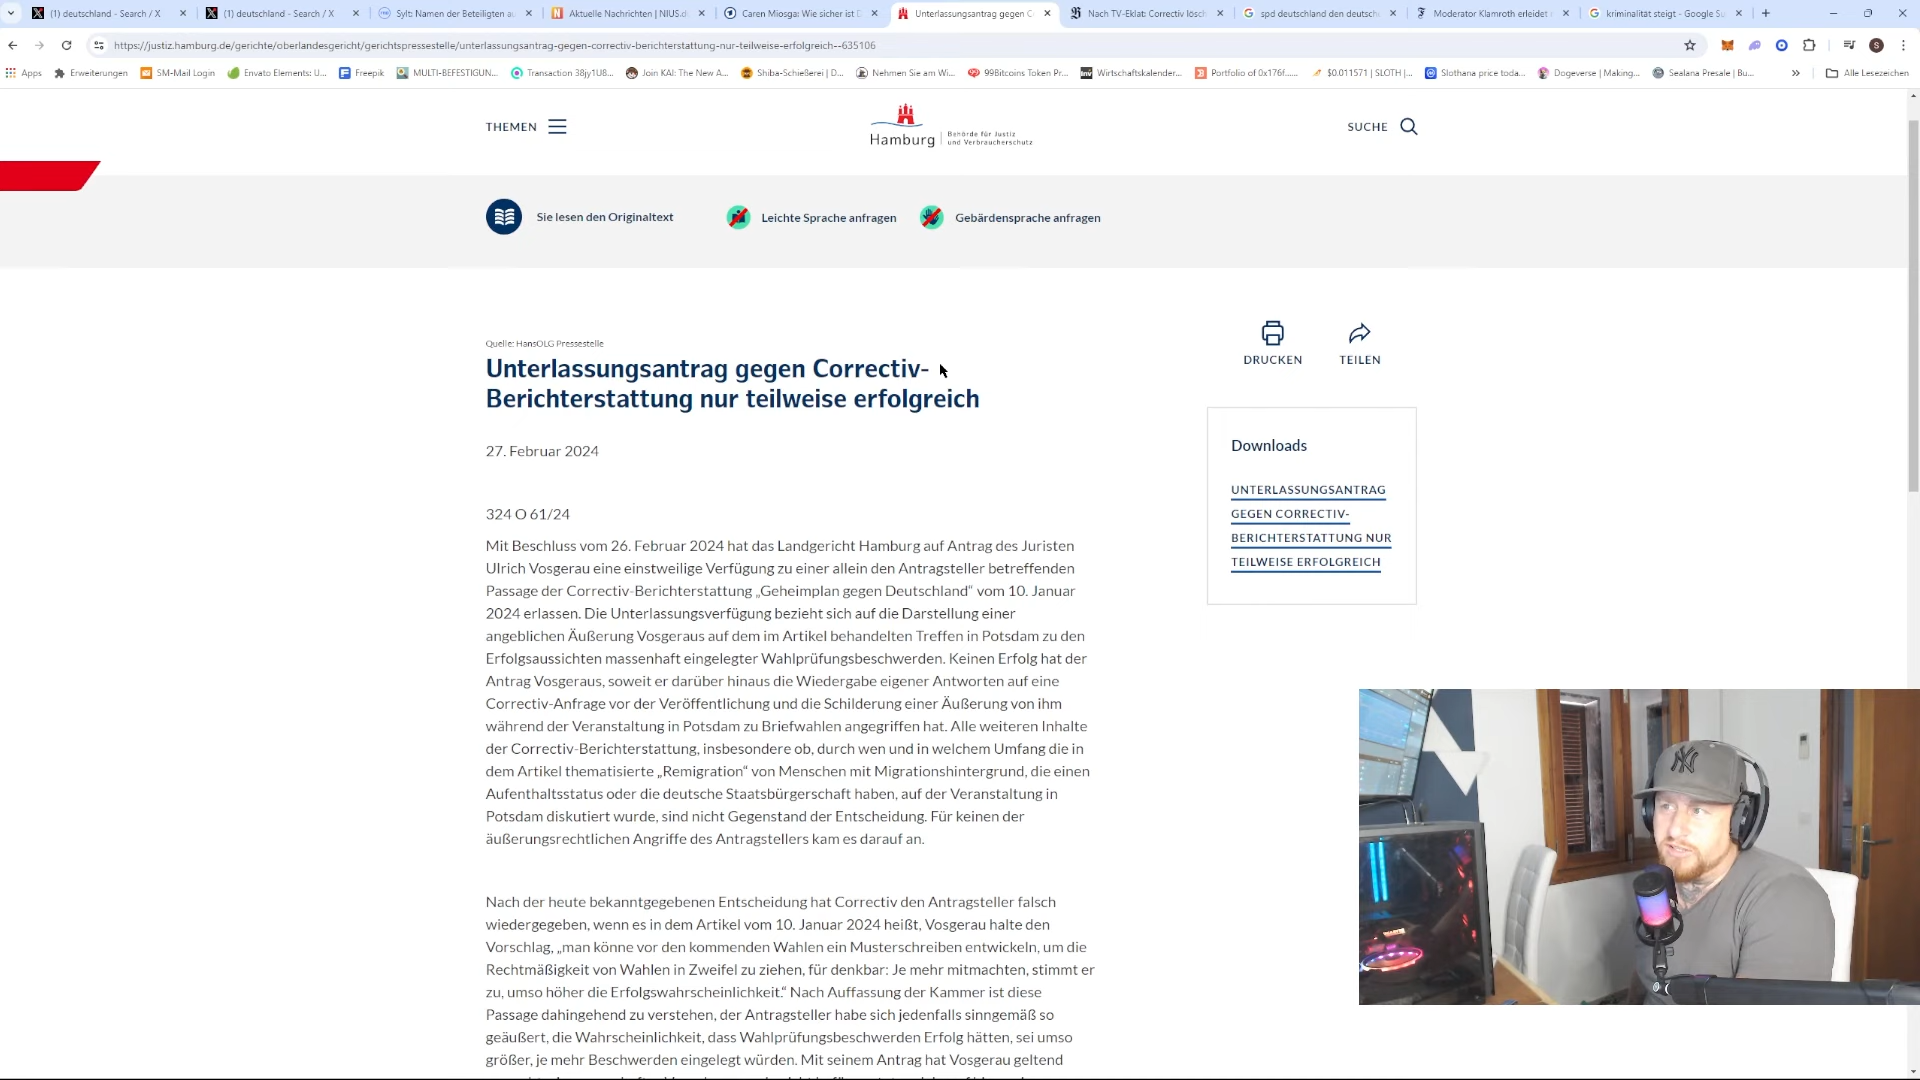 (1) deutschland - Search / X
(1) deutschland - Search / X
Sylt: Namen der Beteiligten au
Aktuelle Nachrichten | NIUS.d
Caren Miosga: Wie sicher ist D
Unterlassungsantrag gegen C
Nach TV-Eklat: Correctiv lösch
spd deutschland den deutsch
Moderator Klamroth erleidet
kriminalität steigt - Google Su
https://justiz.hamburg.de/gerichte/oberlandesgericht/gerichtspressestelle/unterlassungsantrag-gegen-correctiv-berichterstattung-nur-teilweise-erfolgreich--635106
S
Apps
Erweiterungen
SM-Mail Login
Envato Elements: U...
Freepik
MULTI-BEFESTIGUN...
Transaction 38jy1U8...
Join KAI: The New A...
Shiba-Schießerei | D...
Nehmen Sie am Wi...
99Bitcoins Token Pr...
Wirtschaftskalender...
Portfolio of 0x176f......
$0.011571 | SLOTH |...
Slothana price toda...
Dogeverse | Making...
Sealana Presale | Bu...
Alle Lesezeichen
THEMEN
Hamburg
Behörde für Justiz
und Verbraucherschutz
SUCHE
Sie lesen den Originaltext
Leichte Sprache anfragen
Gebärdensprache anfragen
Quelle: HansOLG Pressestelle
Unterlassungsantrag gegen Correctiv-
Berichterstattung nur teilweise erfolgreich
DRUCKEN
TEILEN
27. Februar 2024
Downloads
UNTERLASSUNGSANTRAG
GEGEN CORRECTIV-
BERICHTERSTATTUNG NUR
TEILWEISE ERFOLGREICH
324 O 61/24
Mit Beschluss vom 26. Februar 2024 hat das Landgericht Hamburg auf Antrag des Juristen
Ulrich Vosgerau eine einstweilige Verfügung zu einer allein den Antragsteller betreffenden
Passage der Correctiv-Berichterstattung „Geheimplan gegen Deutschland“ vom 10. Januar
2024 erlassen. Die Unterlassungsverfügung bezieht sich auf die Darstellung einer
angeblichen Äußerung Vosgeraus auf dem im Artikel behandelten Treffen in Potsdam zu den
Erfolgsaussichten massenhaft eingelegter Wahlprüfungsbeschwerden. Keinen Erfolg hat der
Antrag Vosgeraus, soweit er darüber hinaus die Wiedergabe eigener Antworten auf eine
Correctiv-Anfrage vor der Veröffentlichung und die Schilderung einer Äußerung von ihm
während der Veranstaltung in Potsdam zu Briefwahlen angegriffen hat. Alle weiteren Inhalte
der Correctiv-Berichterstattung, insbesondere ob, durch wen und in welchem Umfang die in
dem Artikel thematisierte „Remigration“ von Menschen mit Migrationshintergrund, die einen
Aufenthaltsstatus oder die deutsche Staatsbürgerschaft haben, auf der Veranstaltung in
Potsdam diskutiert wurde, sind nicht Gegenstand der Entscheidung. Für keinen der
äußerungsrechtlichen Angriffe des Antragstellers kam es darauf an.
Nach der heute bekanntgegebenen Entscheidung hat Correctiv den Antragsteller falsch
wiedergegeben, wenn es in dem Artikel vom 10. Januar 2024 heißt, Vosgerau halte den
Vorschlag, „man könne vor den kommenden Wahlen ein Musterschreiben entwickeln, um die
Rechtmäßigkeit von Wahlen in Zweifel zu ziehen, für denkbar: Je mehr mitmachten, stimmt er
zu, umso höher die Erfolgswahrscheinlichkeit.“ Nach Auffassung der Kammer ist diese
Passage dahingehend zu verstehen, der Antragsteller habe sich jedenfalls sinngemäß so
geäußert, die Wahrscheinlichkeit, dass Wahlprüfungsbeschwerden Erfolg hätten, sei umso
größer, je mehr Beschwerden eingelegt würden. Mit seinem Antrag hat Vosgerau geltend